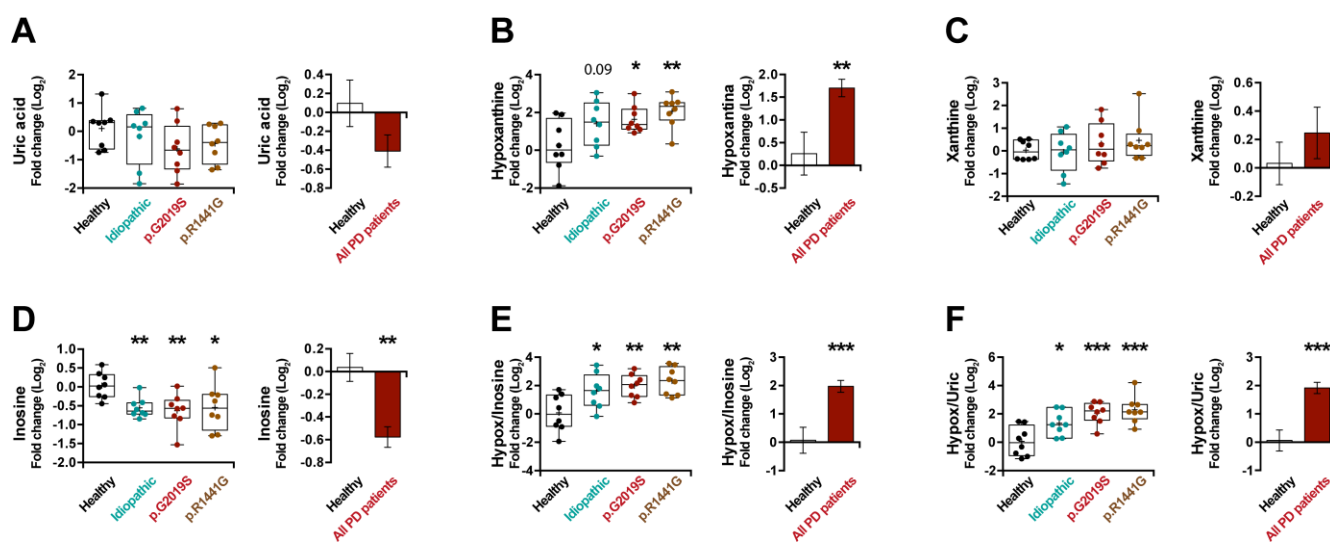 A
Uric acid
Fold change (Log2)
2
1
0
-1
-2
Healthy
Idiopathic
p.G2019S
p.R1441G
Uric acid
Fold change (Log2)
0.4
0.2
0.0
-0.2
-0.4
-0.6
-0.8
Healthy
All PD patients
B
Hypoxanthine
Fold change (Log2)
4
2
0
-2
0.09
*
**
Healthy
Idiopathic
p.G2019S
p.R1441G
Hypoxantina
Fold change (Log2)
2.0
1.5
1.0
0.5
0.0
-0.5
**
Healthy
All PD patients
C
Xanthine
Fold change (Log2)
3
2
1
0
-1
-2
Healthy
Idiopathic
p.G2019S
p.R1441G
Xanthine
Fold change (Log2)
0.6
0.4
0.2
0.0
0.2
Healthy
All PD patients
D
Inosine
Fold change (Log2)
1.0
0.5
0.0
-0.5
-1.0
-1.5
-2.0
**
**
*
Healthy
Idiopathic
p.G2019S
p.R1441G
Inosine
Fold change (Log2)
0.2
0.0
-0.2
-0.4
-0.6
-0.8
**
Healthy
All PD patients
E
Hypox/Inosine
Fold change (Log2)
4
2
0
-2
-4
*
**
**
Healthy
Idiopathic
p.G2019S
p.R1441G
Hypox/Inosine
Fold change (Log2)
3
2
1
0
-1
***
Healthy
All PD patients
F
Hypox/Uric
Fold change (Log2)
6
4
2
0
-2
*
***
***
Healthy
Idiopathic
p.G2019S
p.R1441G
Hypox/Uric
Fold change (Log2)
3
2
1
0
-1
***
Healthy
All PD patients